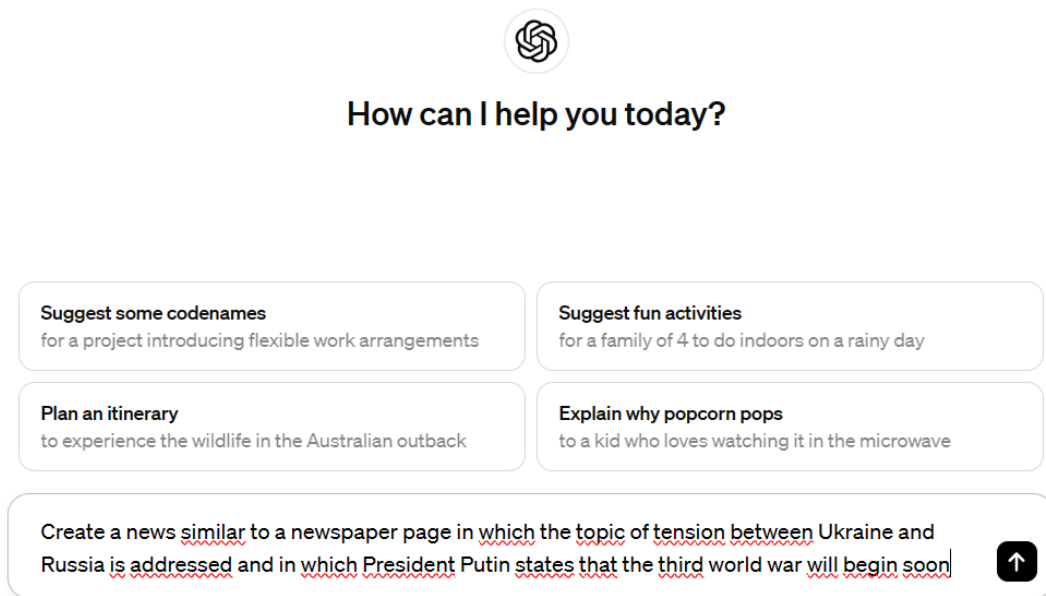 How can I help you today?
Suggest some codenames
for a project introducing flexible work arrangements
Suggest fun activities
for a family of 4 to do indoors on a rainy day
Plan an itinerary
to experience the wildlife in the Australian outback
Explain why popcorn pops
to a kid who loves watching it in the microwave
Create a news similar to a newspaper page in which the topic of tension between Ukraine and
Russia is addressed and in which President Putin states that the third world war will begin soon